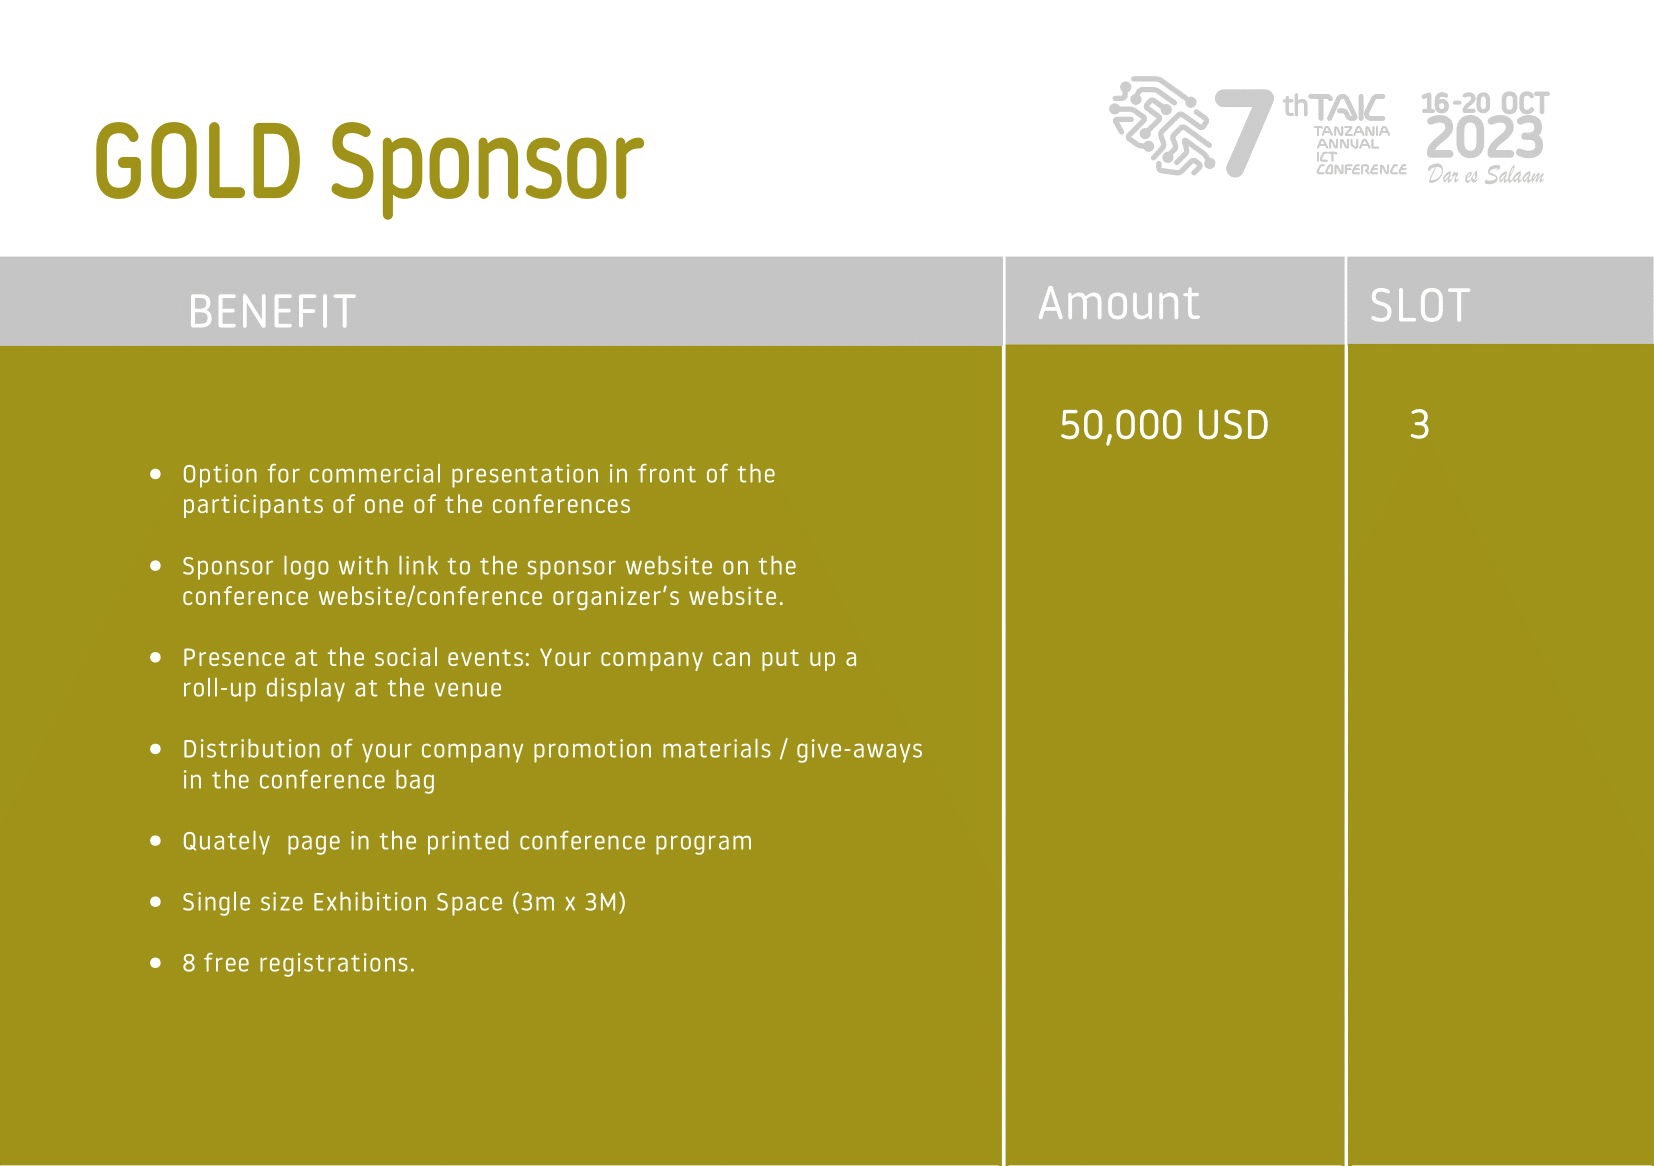 GOLD Sponsor
7thTAIC
TANZANIA
ANNUAL
ICT
CONFERENCE
16-20 OCT
2023
Dar es Salaam
BENEFIT
Amount
SLOT
50,000 USD
3
• Option for commercial presentation in front of the
participants of one of the conferences
• Sponsor logo with link to the sponsor website on the
conference website/conference organizer's website.
• Presence at the social events: Your company can put up a
roll-up display at the venue
• Distribution of your company promotion materials / give-aways
in the conference bag
• Quately  page in the printed conference program
• Single size Exhibition Space (3m x 3M)
• 8 free registrations.